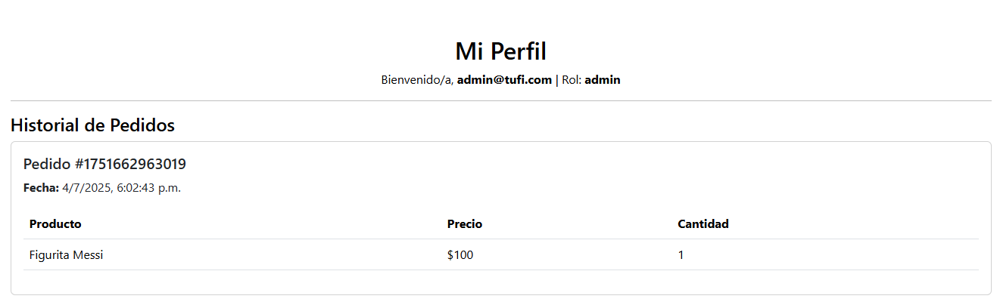 Mi Perfil
Bienvenido/a, admin@tufi.com | Rol: admin
Historial de Pedidos
Pedido #1751662963019
Fecha: 4/7/2025, 6:02:43 p.m.
Producto Precio Cantidad
Figurita Messi $100 1